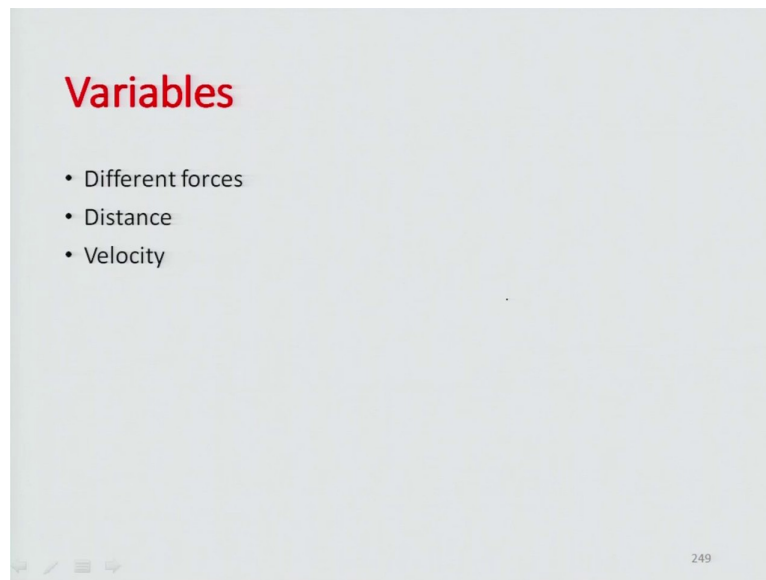 Variables
• Different forces
• Distance
• Velocity
249